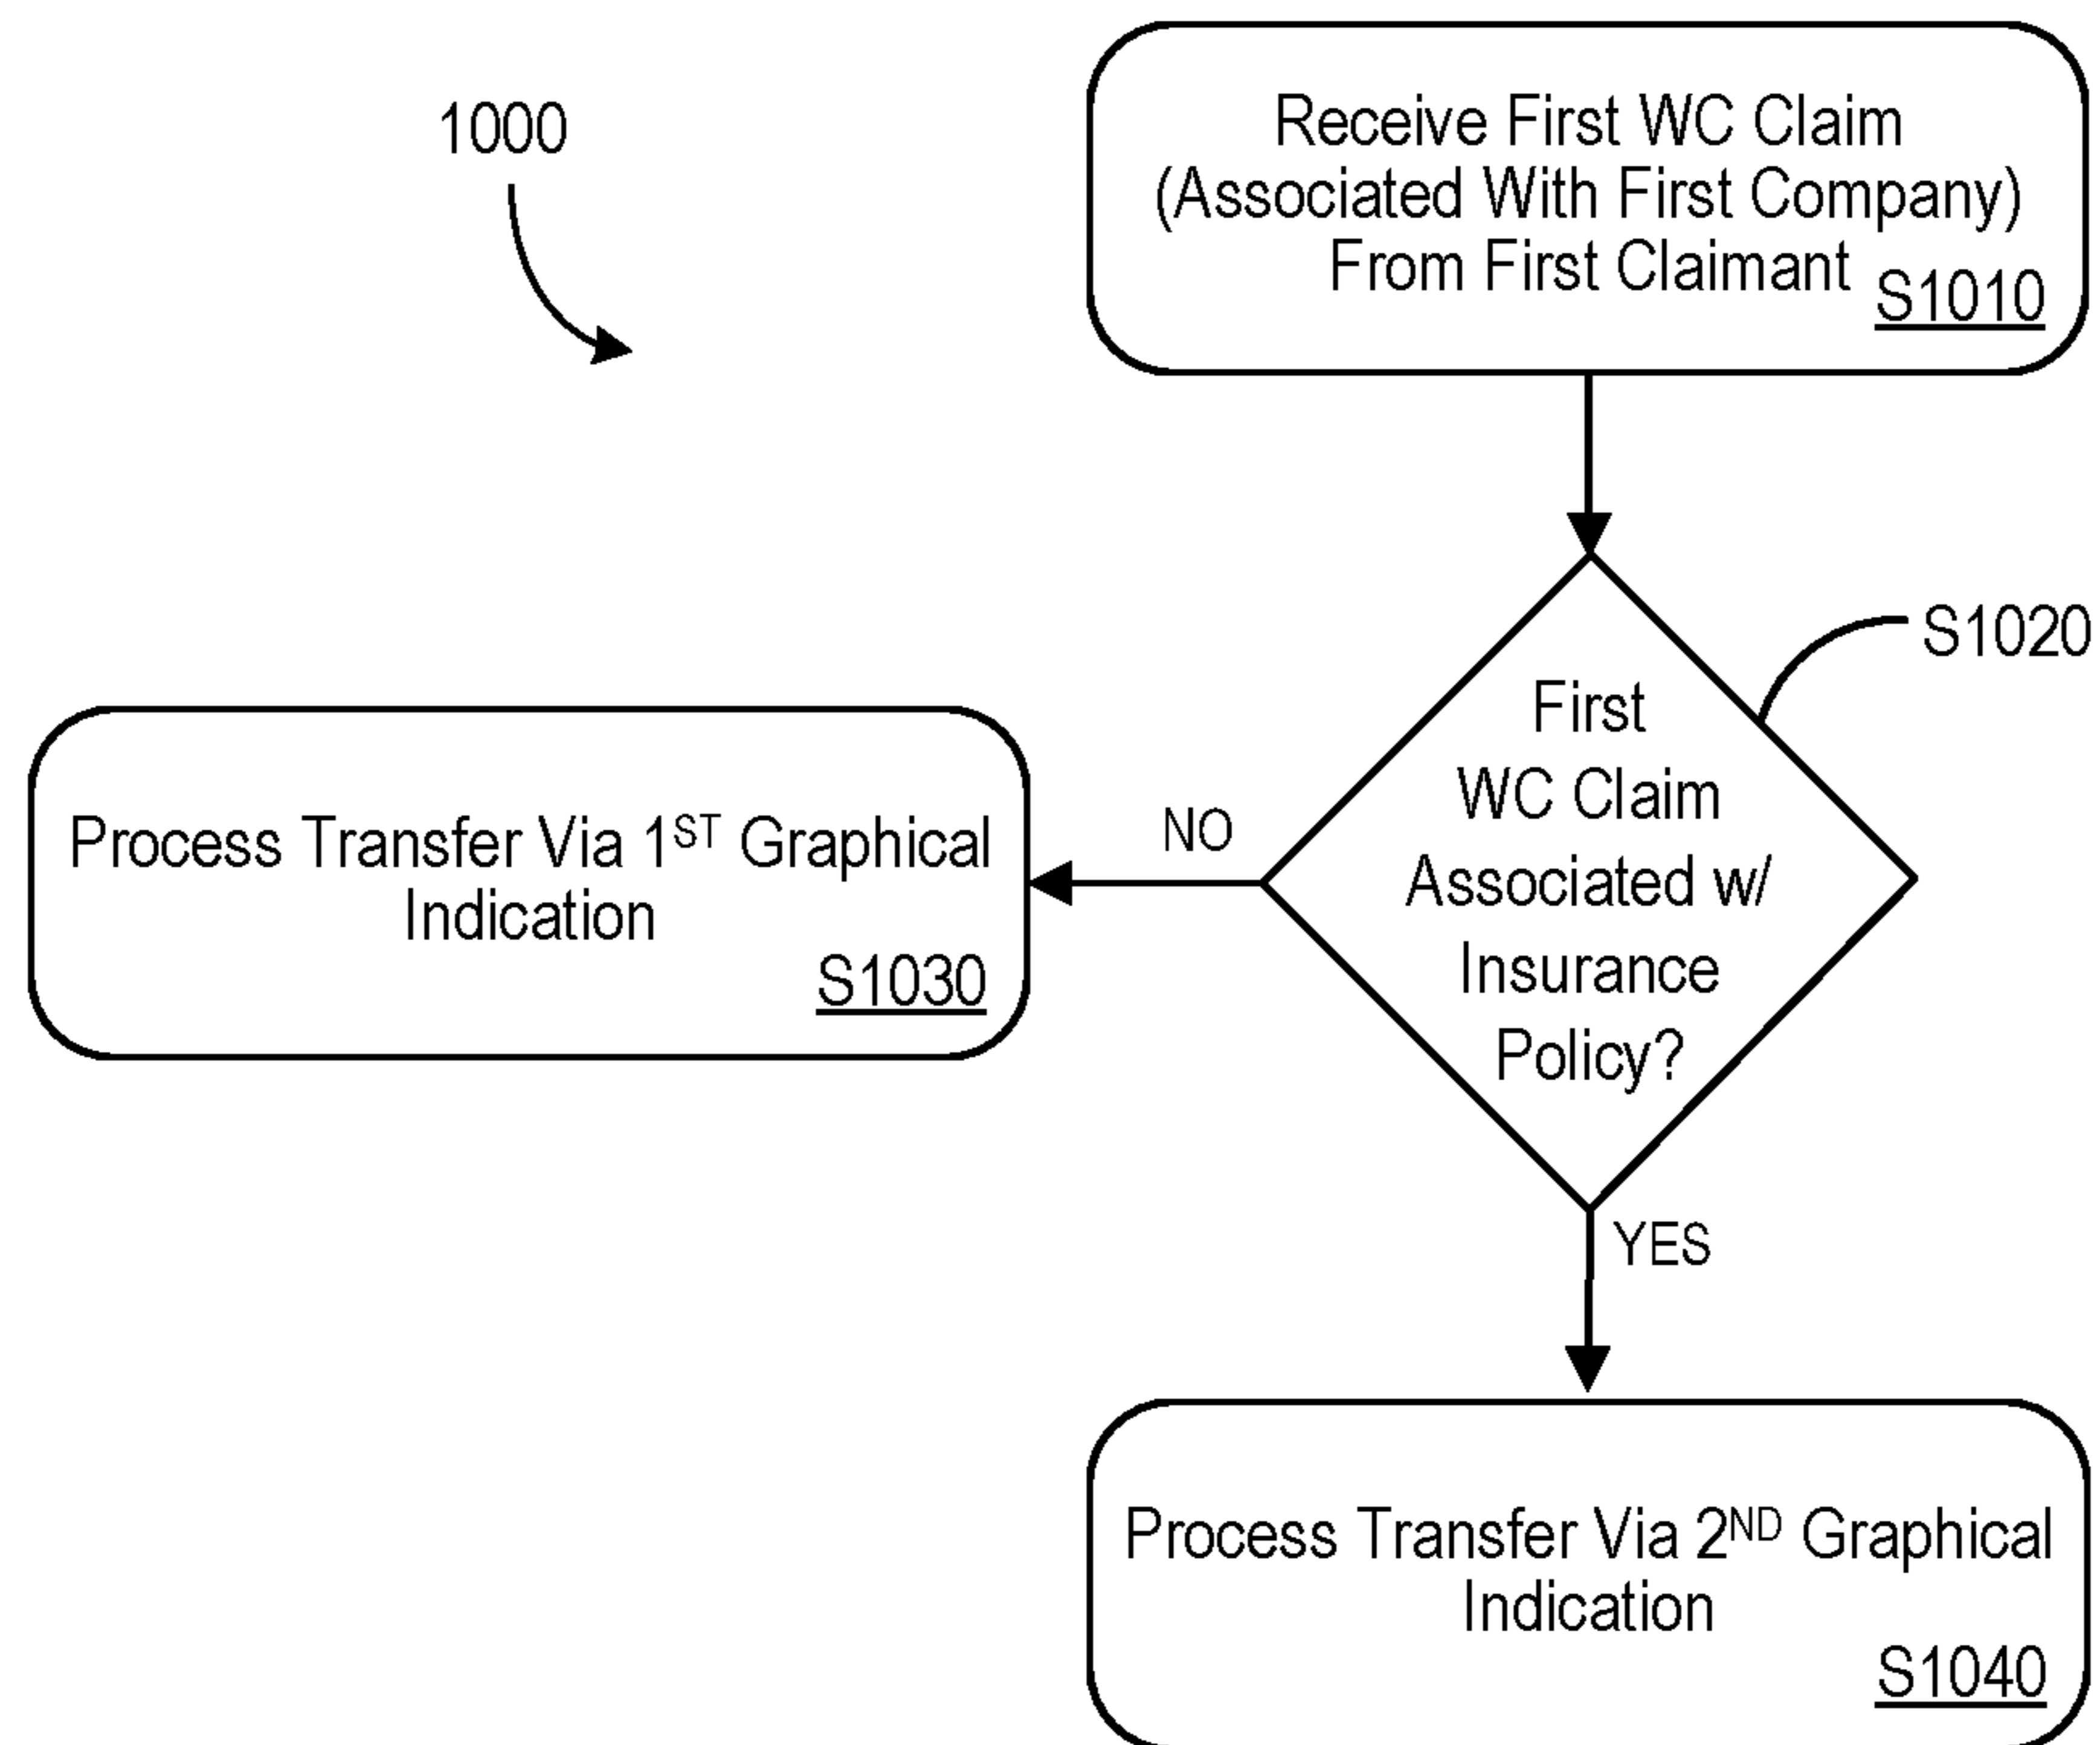 1000
Receive First WC Claim
(Associated With First Company)
From First Claimant
S1010
S1020
First
WC Claim
Associated w/
Insurance
Policy?
NO
Process Transfer Via 1ST Graphical
Indication
S1030
YES
Process Transfer Via 2ND Graphical
Indication
S1040